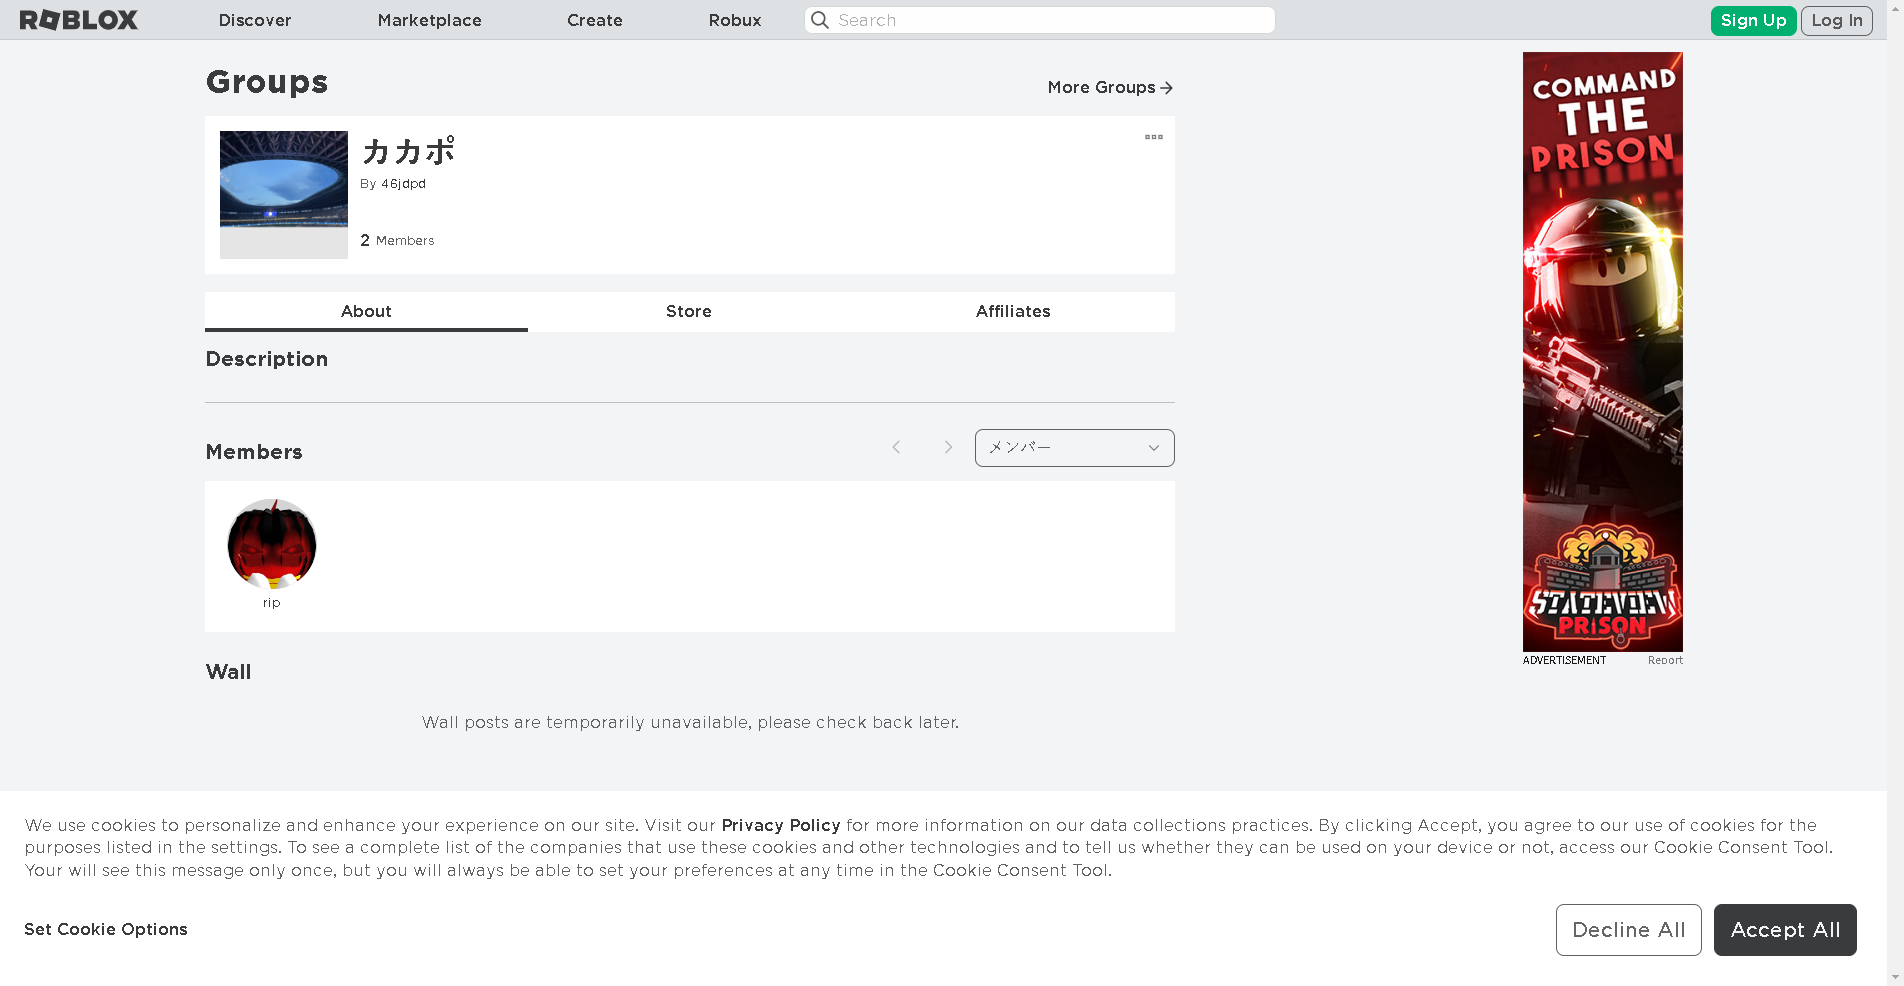 ROBLOX
Discover
Marketplace
Create
Robux
Search
Sign Up
Log In
Groups
More Groups
カカポ
By 46jdpd
2 Members
About
Store
Affiliates
Description
Members
メンバー
rip
Wall
Wall posts are temporarily unavailable, please check back later.
COMMAND
THE
PRISON
PRISON
ADVERTISEMENT
Report
We use cookies to personalize and enhance your experience on our site. Visit our Privacy Policy for more information on our data collections practices. By clicking Accept, you agree to our use of cookies for the
purposes listed in the settings. To see a complete list of the companies that use these cookies and other technologies and to tell us whether they can be used on your device or not, access our Cookie Consent Tool.
Your will see this message only once, but you will always be able to set your preferences at any time in the Cookie Consent Tool.
Set Cookie Options
Decline All
Accept All